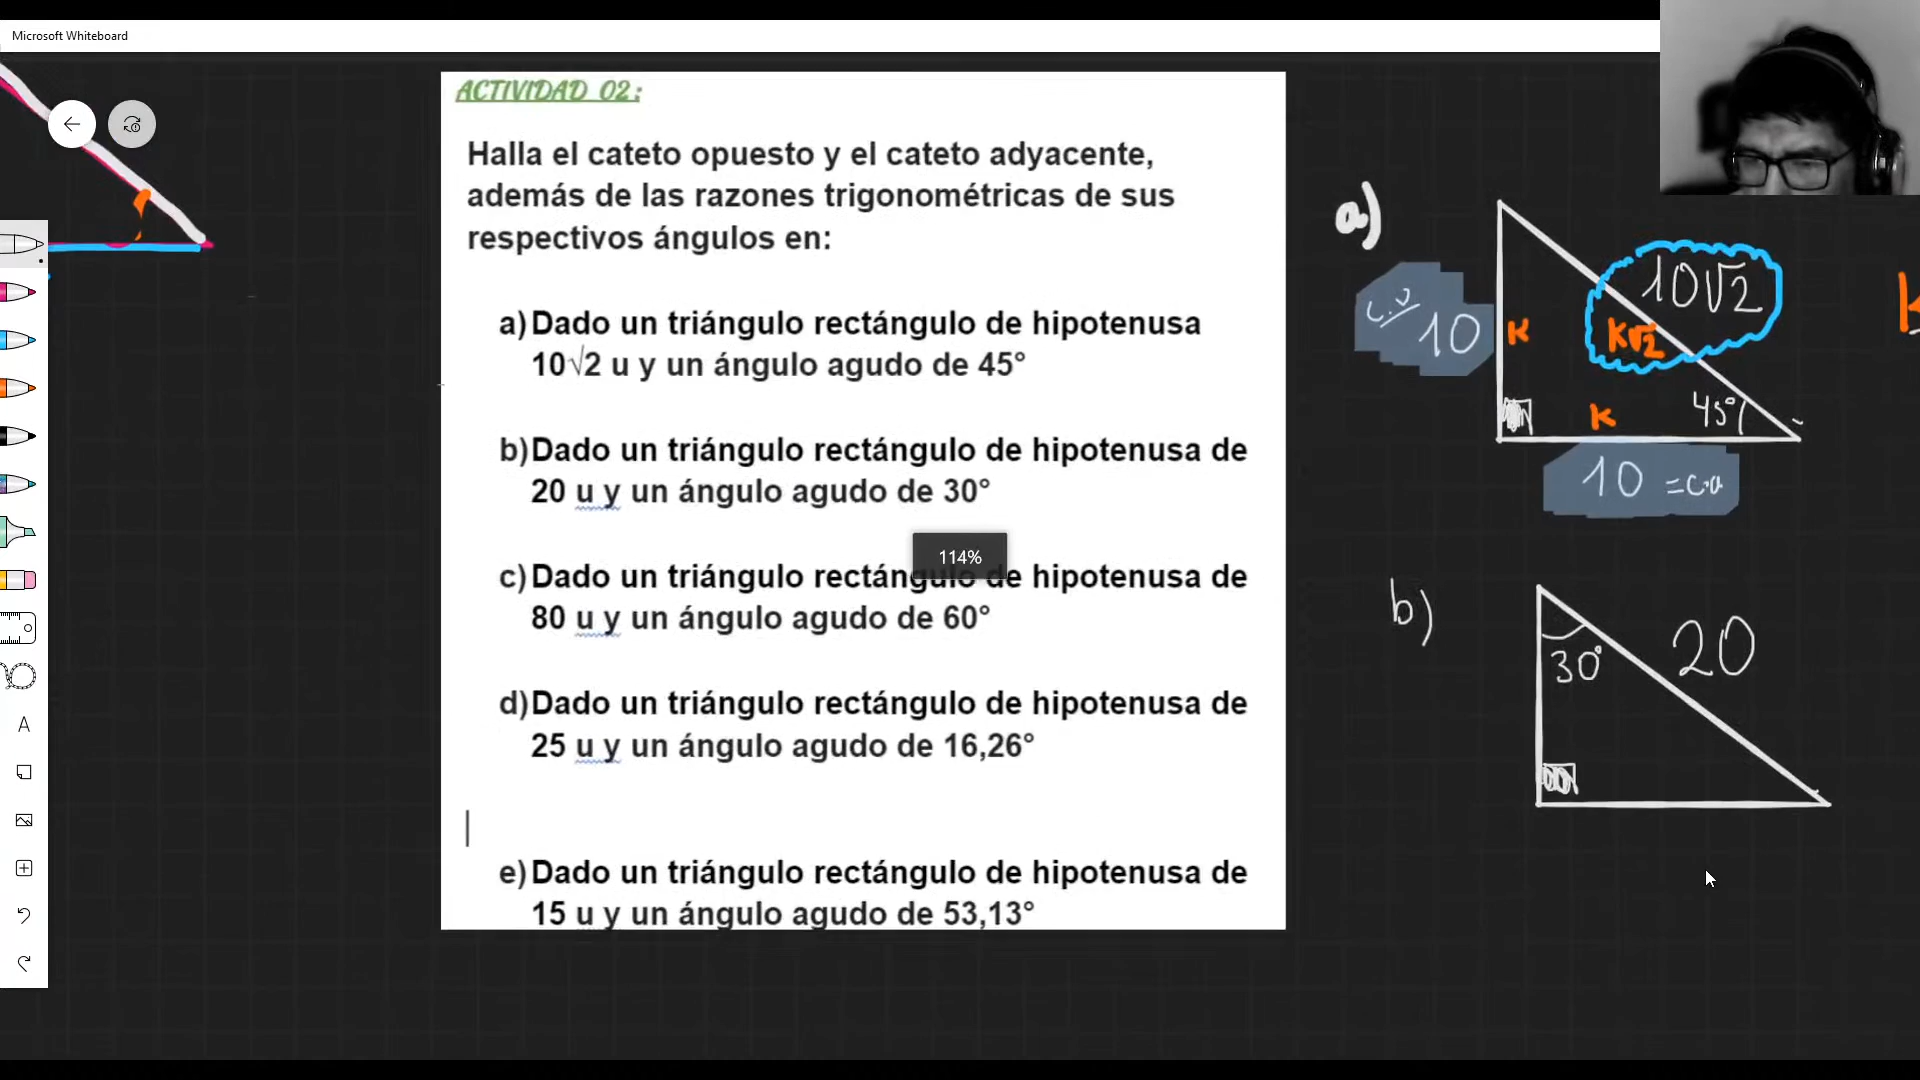 Microsoft Whiteboard
ACTIVIDAD 02:
Halla el cateto opuesto y el cateto adyacente,
además de las razones trigonométricas de sus
respectivos ángulos en:
a) Dado un triángulo rectángulo de hipotenusa
10√2 u y un ángulo agudo de 45°
b) Dado un triángulo rectángulo de hipotenusa de
20 u y un ángulo agudo de 30°
114%
c) Dado un triángulo rectángulo de hipotenusa de
80 u y un ángulo agudo de 60°
d) Dado un triángulo rectángulo de hipotenusa de
25 u y un ángulo agudo de 16,26°
e) Dado un triángulo rectángulo de hipotenusa de
15 u y un ángulo agudo de 53,13°
a)
10√2
10
K
K√2
K
45°
10 =c.a
b)
30°
20
A